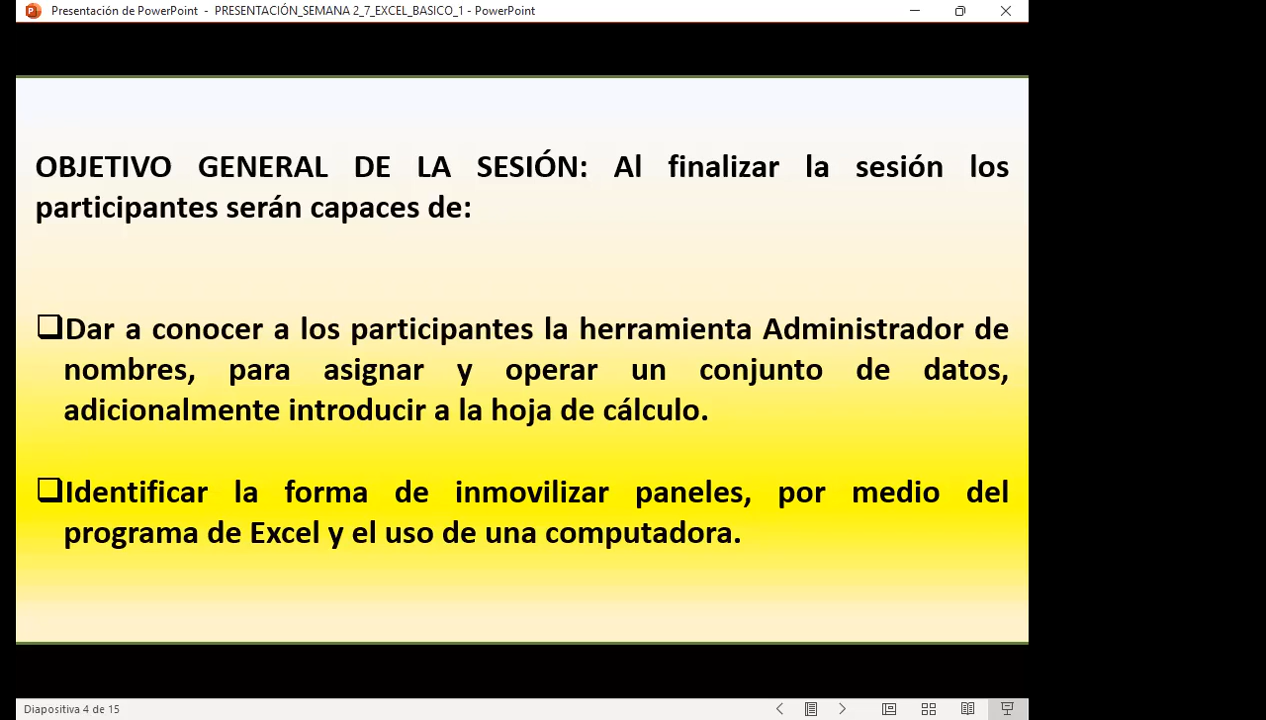 Presentación de PowerPoint - PRESENTACIÓN_SEMANA 2_7_EXCEL_BASICO_1 - PowerPoint
OBJETIVO GENERAL DE LA SESIÓN: Al finalizar la sesión los
participantes serán capaces de:
Dar a conocer a los participantes la herramienta Administrador de
nombres, para asignar y operar un conjunto de datos,
adicionalmente introducir a la hoja de cálculo.
Identificar la forma de inmovilizar paneles, por medio del
programa de Excel y el uso de una computadora.
Diapositiva 4 de 15